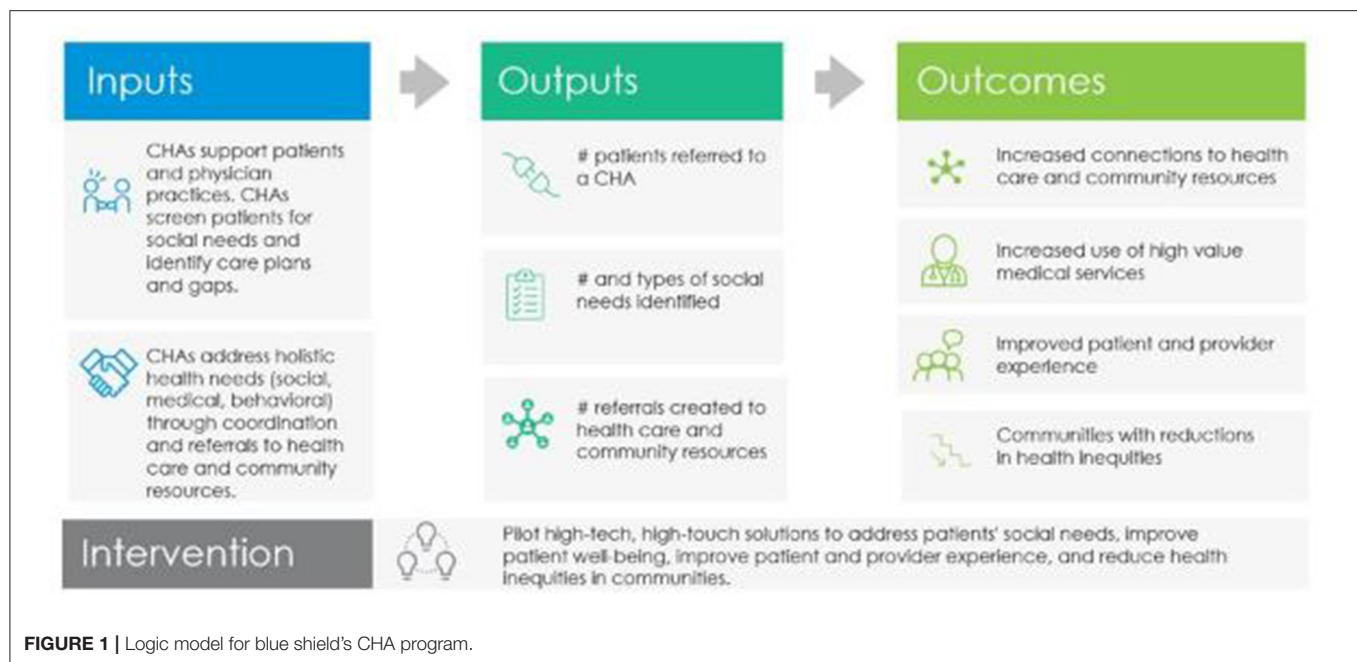 Inputs
CHAs support patients
and physician
practices. CHAs
screen patients for
social needs and
identify care plans
and gaps.
CHAs address holistic
health needs (social,
medical, behavioral)
through coordination
and referrals to health
care and community
resources.
Outputs
# patients referred to
a CHA
# and types of social
needs identified
# referrals created to
health care and
community resources
Outcomes
Increased connections to health
care and community resources
Increased use of high value
medical services
Improved patient and provider
experience
Communities with reductions
in health inequities
Intervention
Pilot high-tech, high-touch solutions to address patients' social needs, improve
patient well-being, improve patient and provider experience, and reduce health
inequities in communities.
FIGURE 1 | Logic model for blue shield's CHA program.